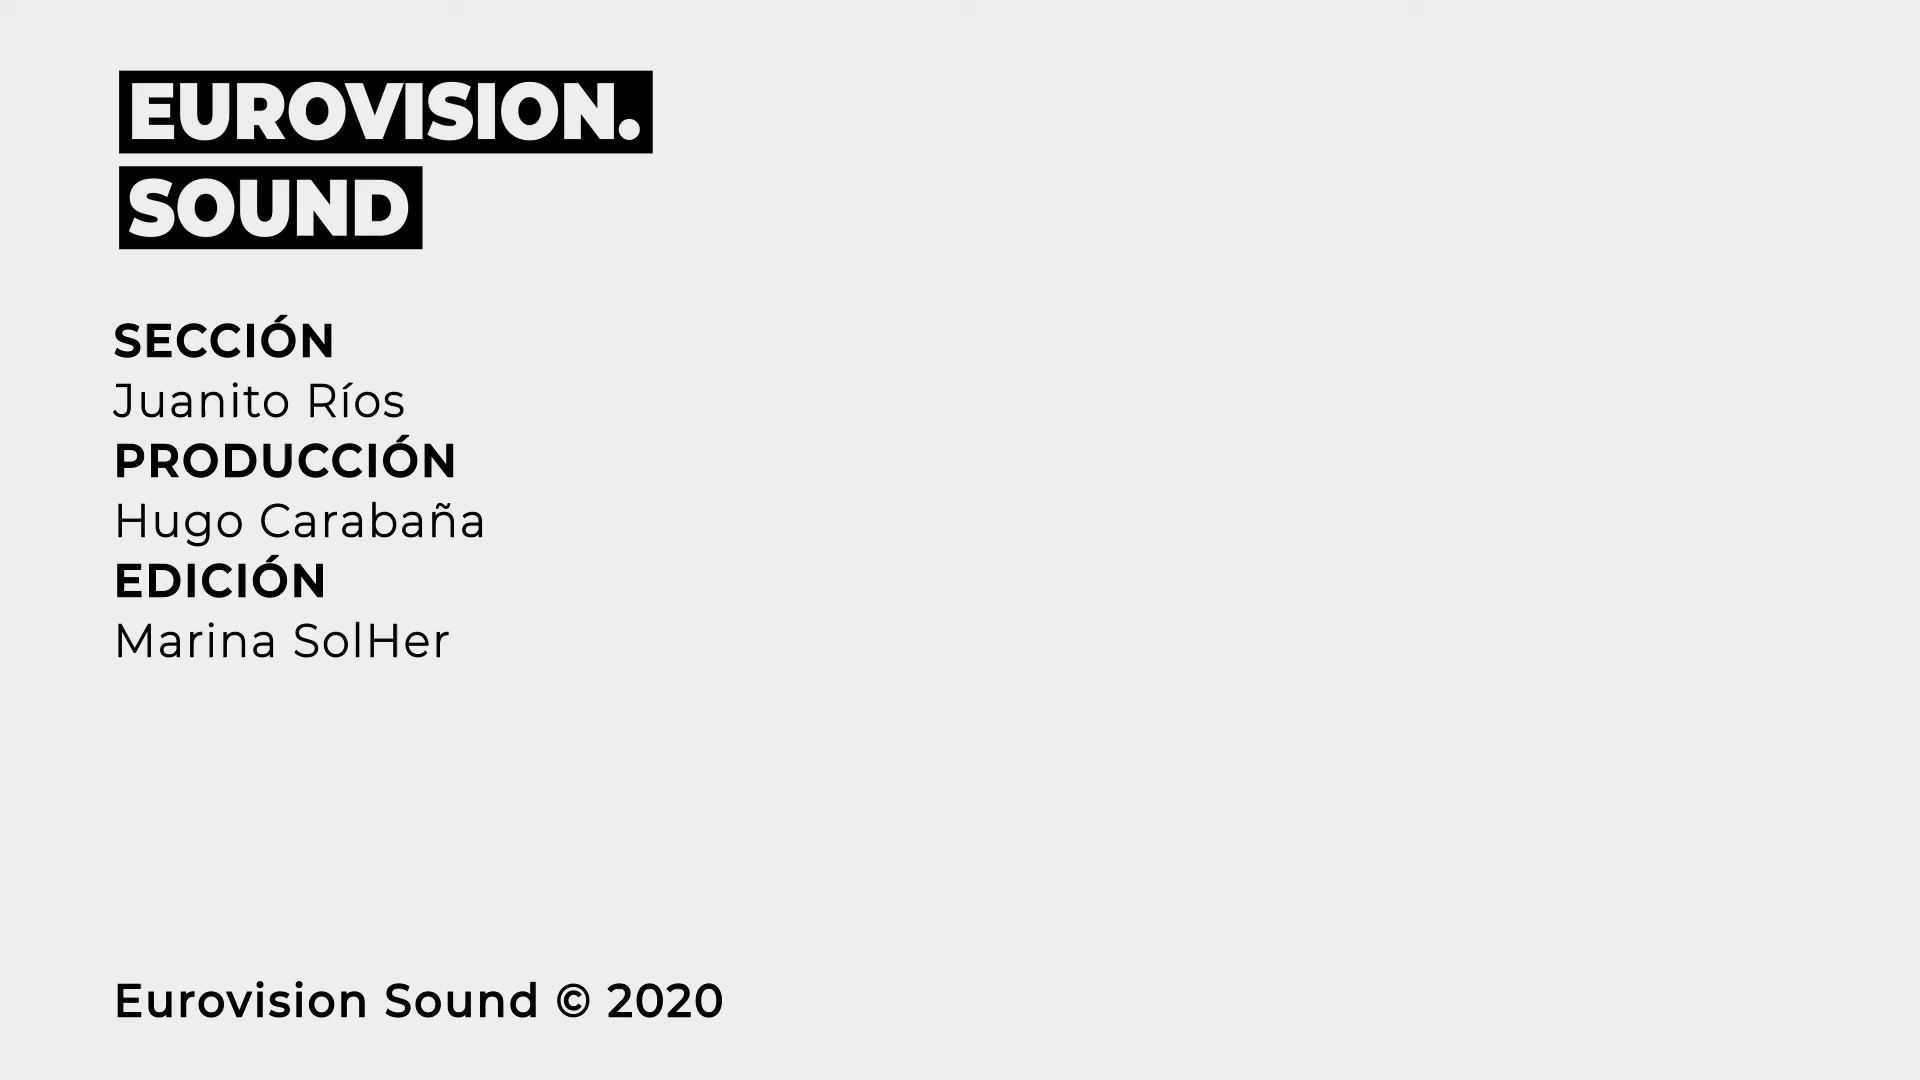 EUROVISION.
SOUND
SECCIÓN
Juanito Ríos
PRODUCCIÓN
Hugo Carabaña
EDICIÓN
Marina SolHer
Eurovision Sound © 2020